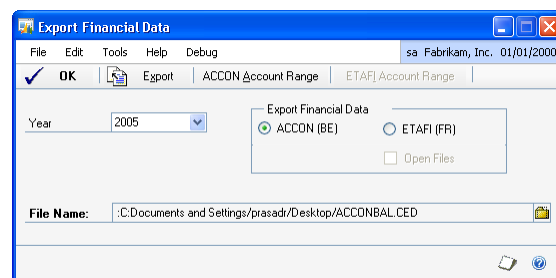 Export Financial Data
File Edit Tools Help Debug sa Fabrikam, Inc. 01/01/2000
OK Export ACCON Account Range ETAFI Account Range
Export Financial Data
Year 2005 ACCON (BE) ETAFI (FR)
Open Files
File Name: :C:Documents and Settings/prasadr/Desktop/ACCONBAL.CED